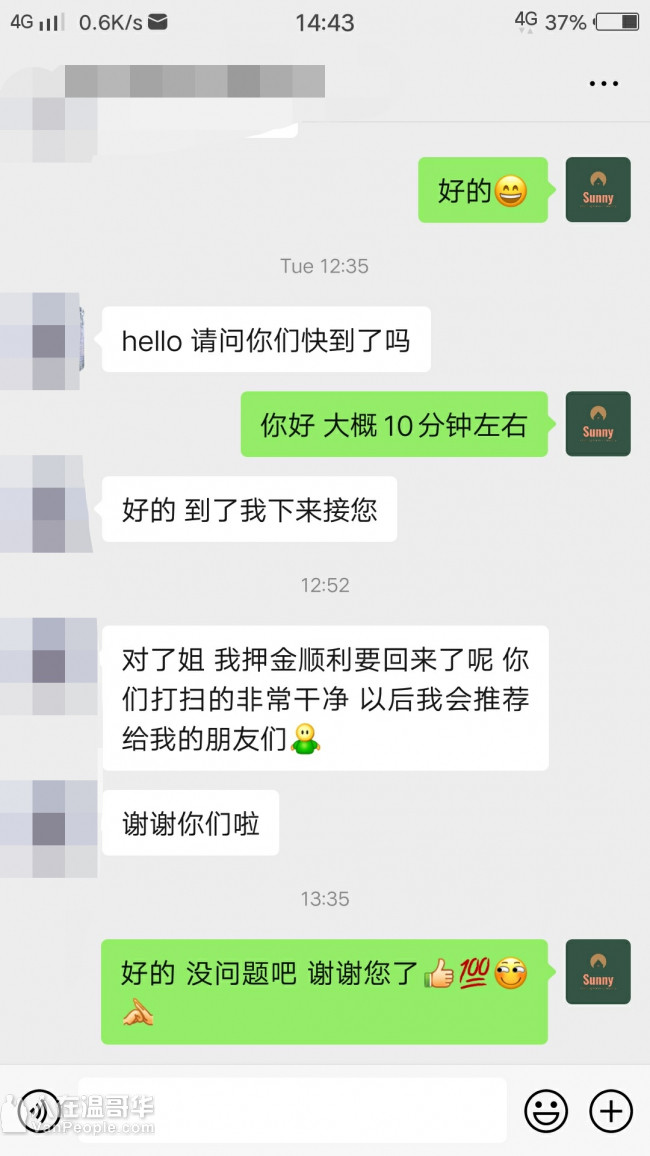 4G 0.6K/s 14:43 4G 37%
好的😄
Sunny
Tue 12:35
hello 请问你们快到了吗
你好 大概10分钟左右
Sunny
好的 到了我下来接您
12:52
对了姐 我押金顺利要回来了呢 你
们打扫的非常干净 以后我会推荐
给我的朋友们
谢谢你们啦
13:35
好的 没问题吧 谢谢您了👍💯
Sunny
人在温哥华
VanPeople.com